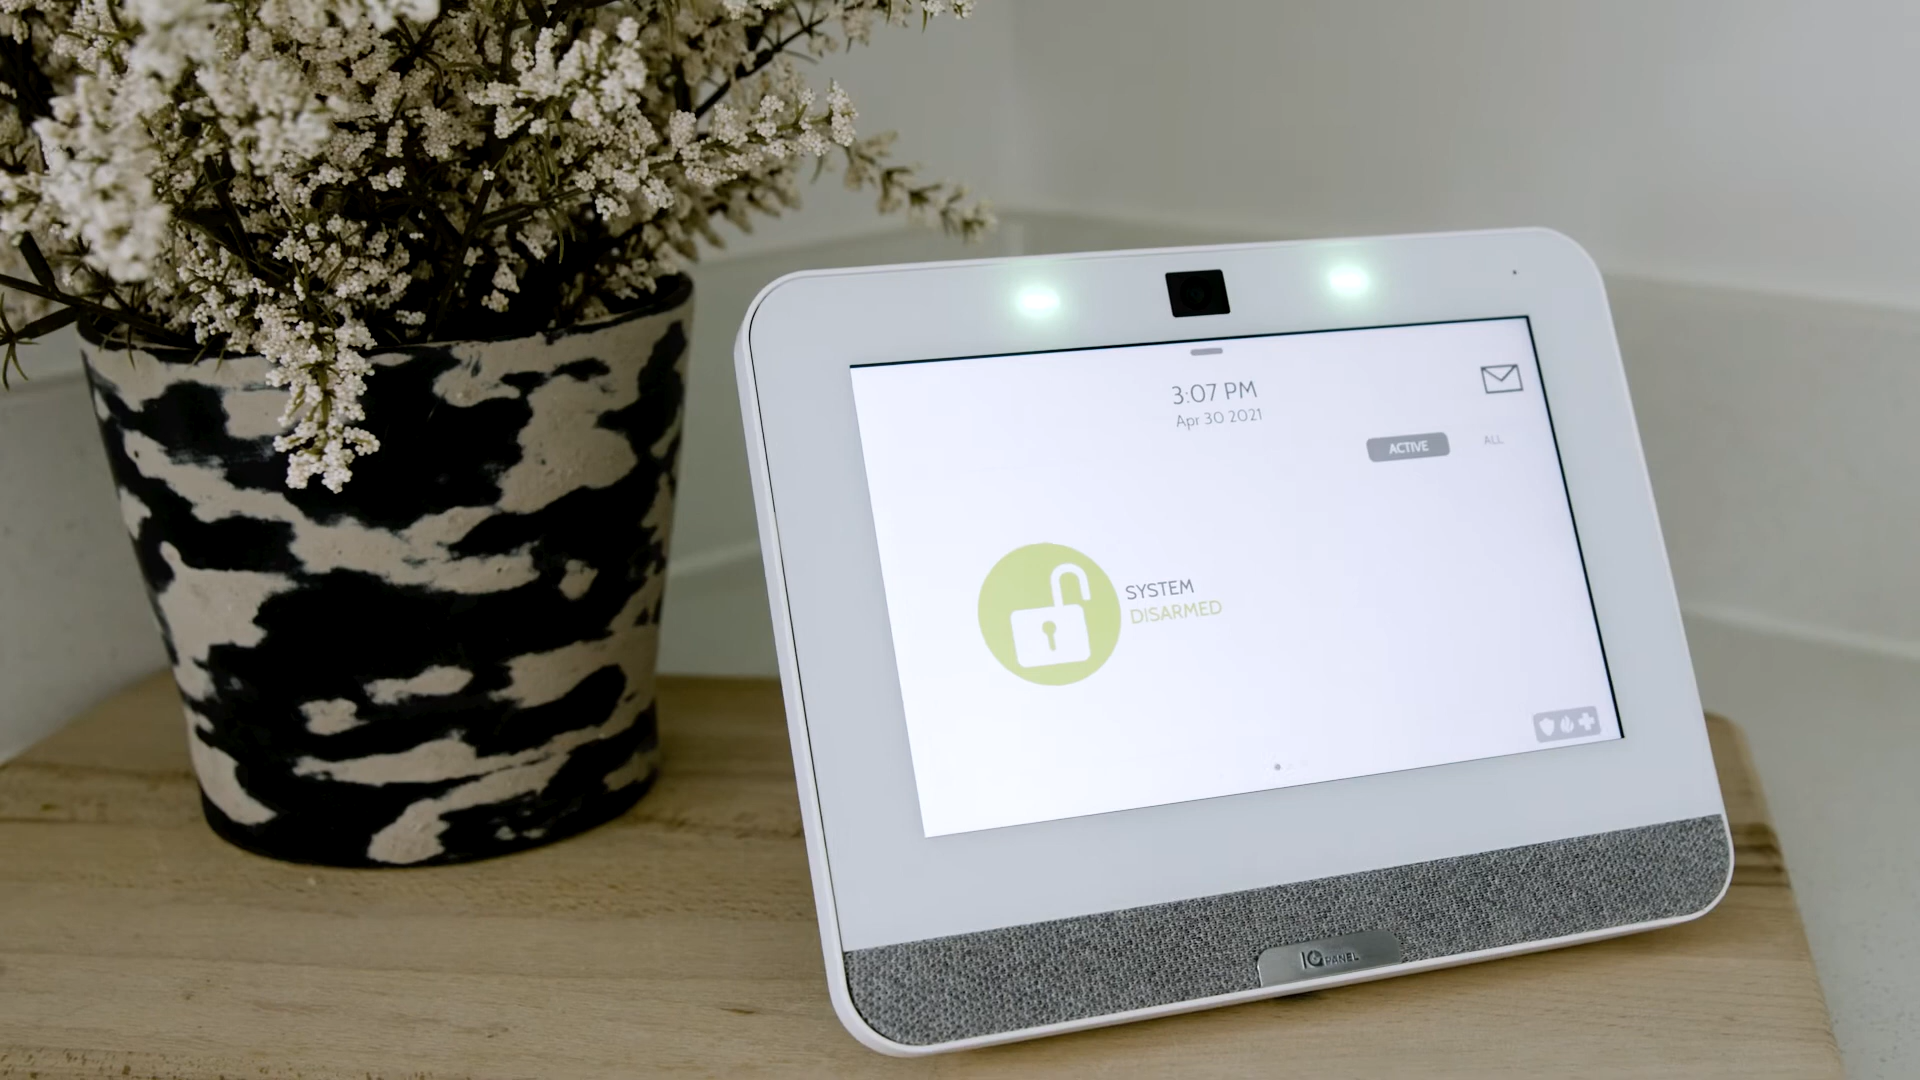 3:07 PM
Apr 30 2021
ACTIVE ALL
SYSTEM
DISARMED
IQ PANEL